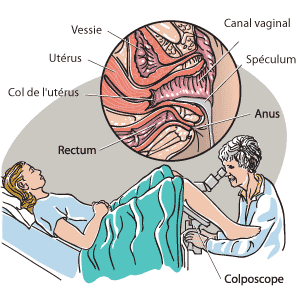 Vessie
Canal vaginal
Utérus
Spéculum
Col de l'utérus
Anus
Rectum
Colposcope